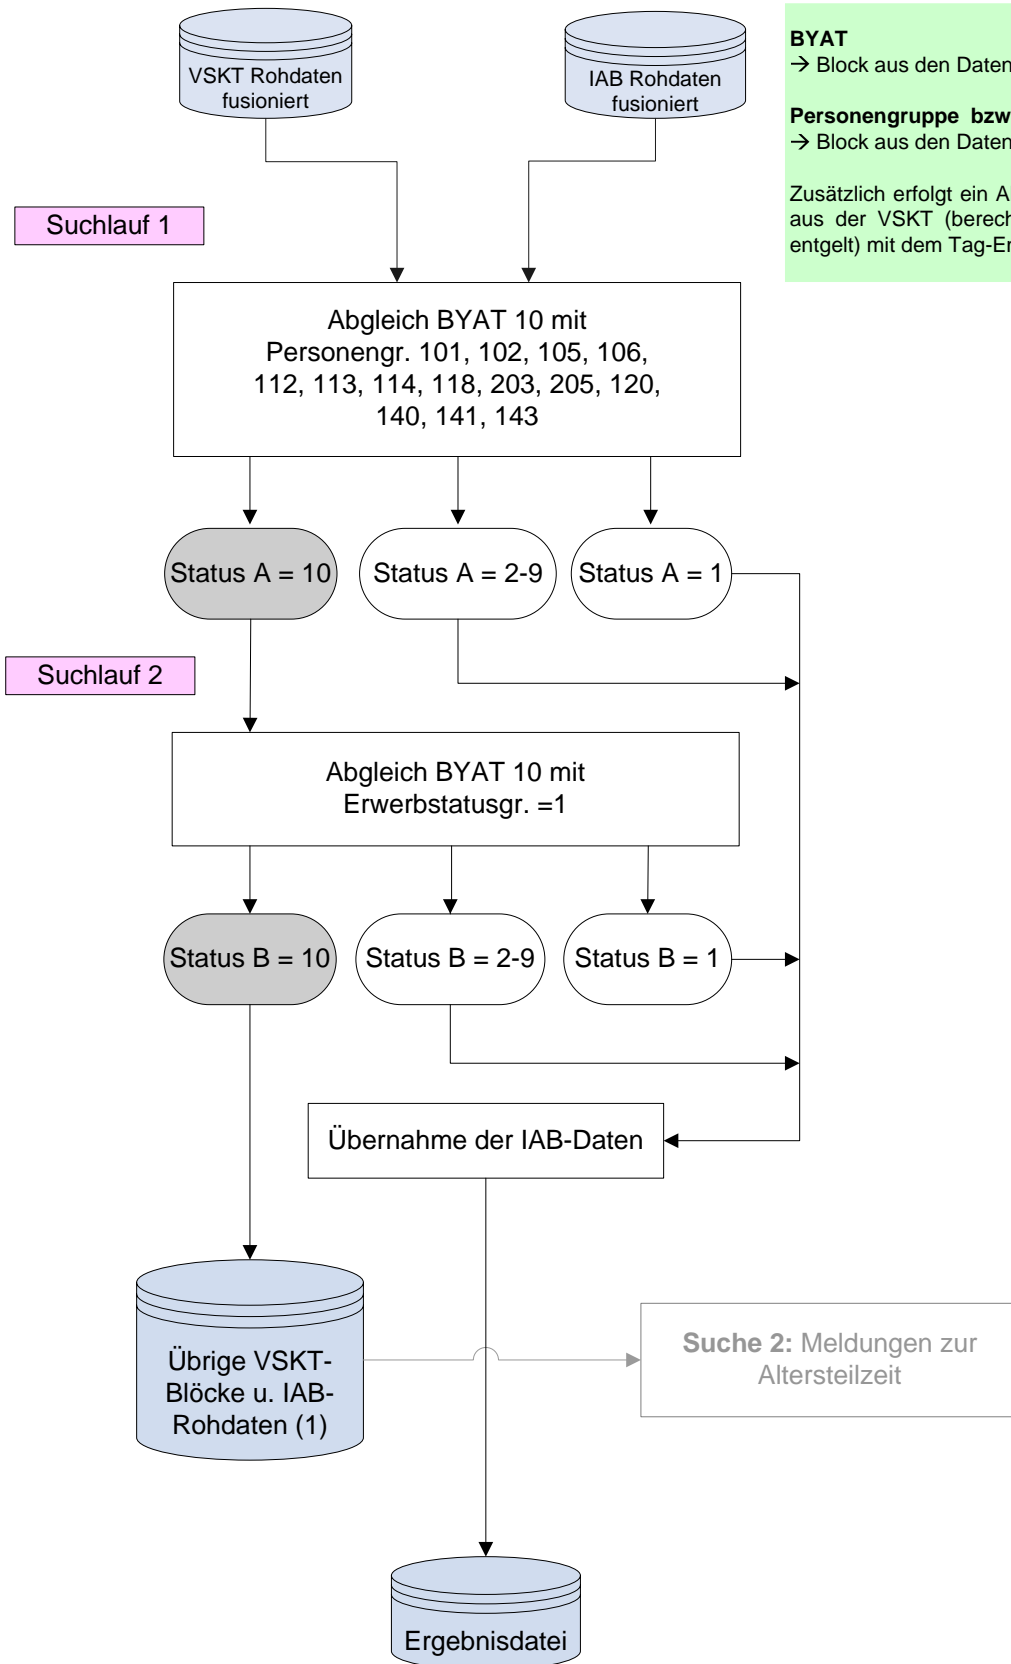 VSKT Rohdaten
fusioniert
IAB Rohdaten
fusioniert
BYAT
→ Block aus den Daten
Personengruppe bzw
→ Block aus den Daten
Zusätzlich erfolgt ein A
aus der VSKT (berech
entgelt) mit dem Tag-Er
Suchlauf 1
Abgleich BYAT 10 mit
Personengr. 101, 102, 105, 106,
112, 113, 114, 118, 203, 205, 120,
140, 141, 143
Status A = 10
Status A = 2-9
Status A = 1
Suchlauf 2
Abgleich BYAT 10 mit
Erwerbstatusgr. =1
Status B = 10
Status B = 2-9
Status B = 1
Übernahme der IAB-Daten
Übrige VSKT-
Blöcke u. IAB-
Rohdaten (1)
Suche 2: Meldungen zur
Altersteilzeit
Ergebnisdatei